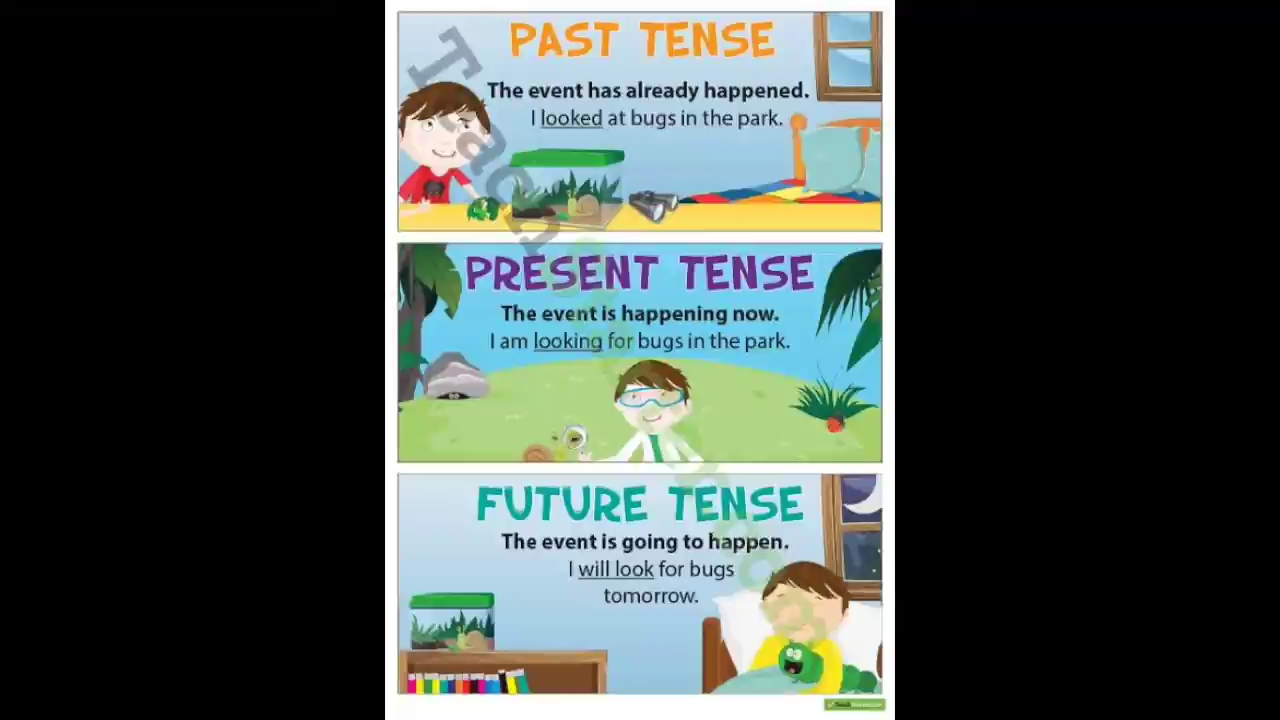 PAST TENSE
The event has already happened.
I looked at bugs in the park.
PRESENT TENSE
The event is happening now.
I am looking for bugs in the park.
FUTURE TENSE
The event is going to happen.
I will look for bugs
tomorrow.